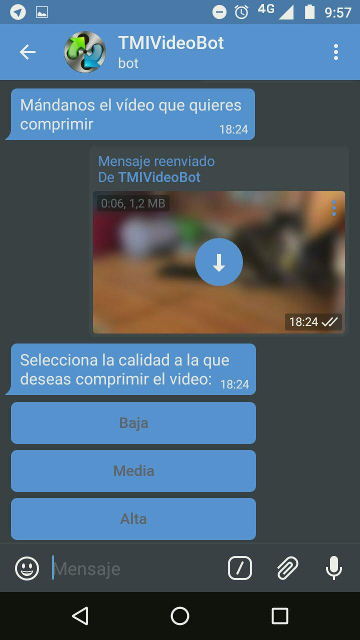 4G 9:57
TMIVideoBot
bot
Mándanos el vídeo que quieres
comprimir
18:24
Mensaje reenviado
De TMIVideoBot
0:06, 1,2 MB
18:24
Selecciona la calidad a la que
deseas comprimir el video:
18:24
Baja
Media
Alta
Mensaje